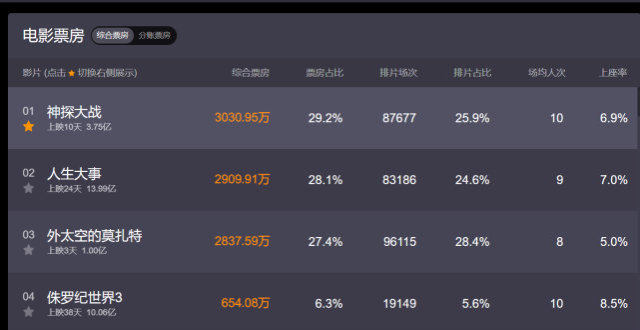 电影票房 综合票房 分账票房
影片 (点击★切换右侧展示) 综合票房 票房占比 排片场次 排片占比 场均人次 上座率
01 神探大战 3030.95万 29.2% 87677 25.9% 10 6.9%
上映10天 3.75亿
02 人生大事 2909.91万 28.1% 83186 24.6% 9 7.0%
上映24天 13.99亿
03 外太空的莫扎特 2837.59万 27.4% 96115 28.4% 8 5.0%
上映3天 1.00亿
04 侏罗纪世界3 654.08万 6.3% 19149 5.6% 10 8.5%
上映38天 10.06亿